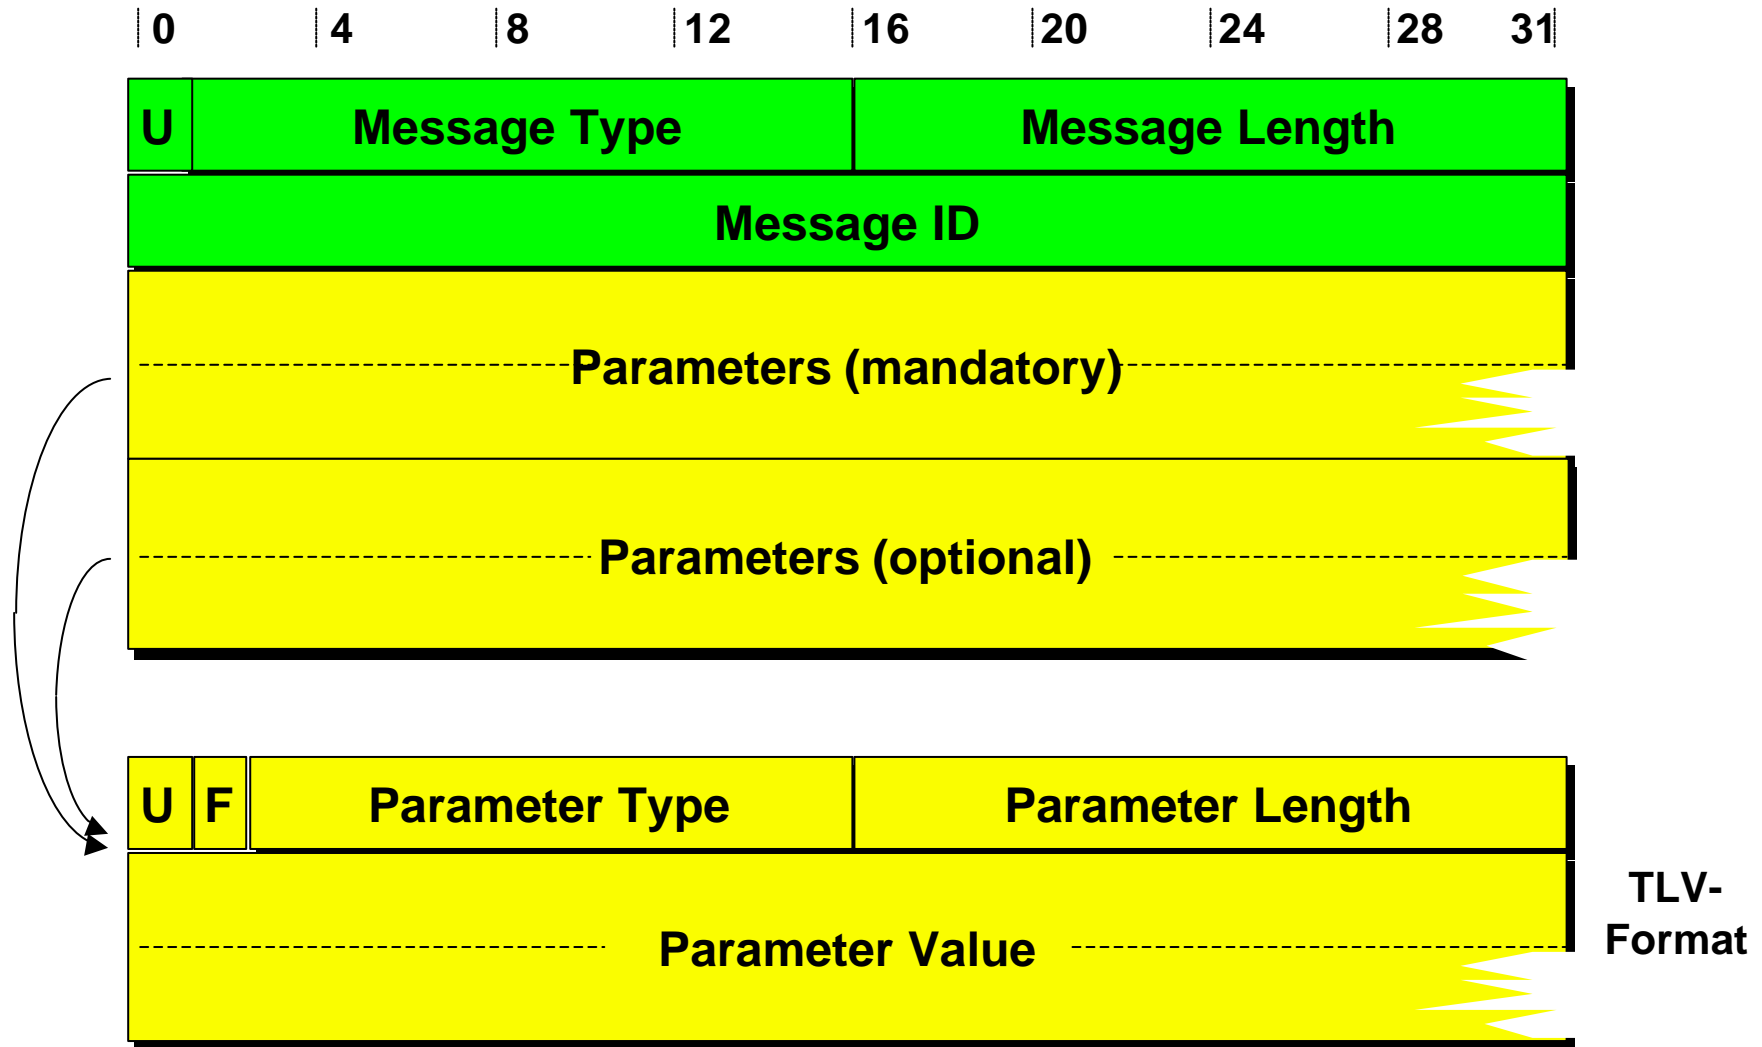 0 4 8 12 16 20 24 28 31
U Message Type Message Length
Message ID
Parameters (mandatory)
Parameters (optional)
U F Parameter Type Parameter Length
Parameter Value
TLV-
Format